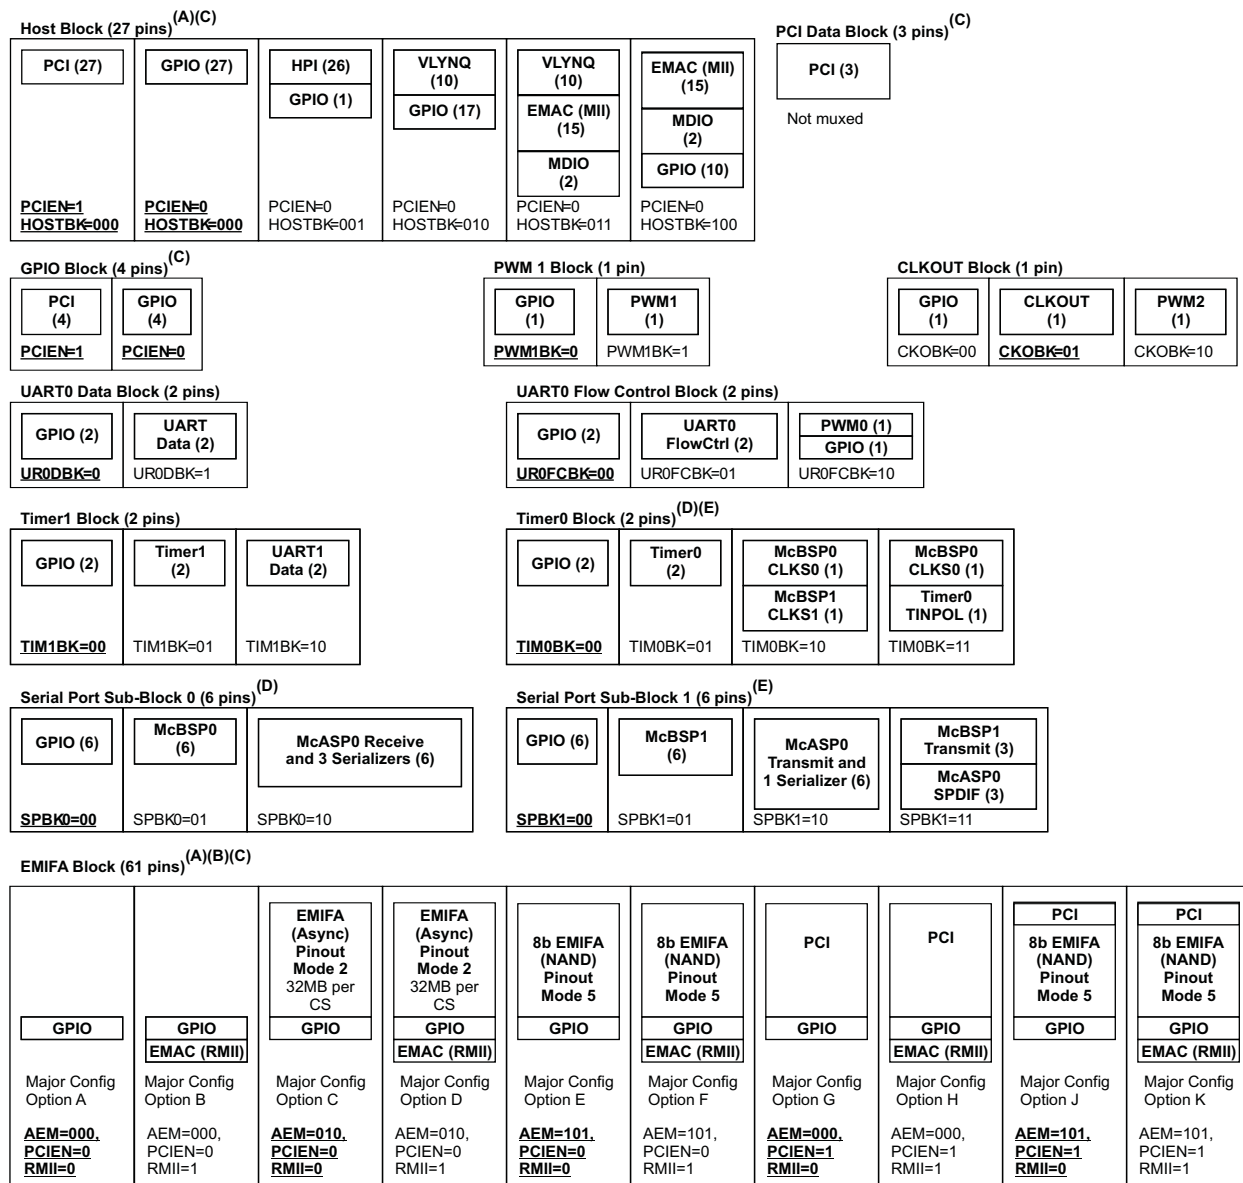 Host Block (27 pins)(A)(C)
PCI (27)
PCIEN=1
HOSTBK=000
GPIO (27)
PCIEN=0
HOSTBK=000
HPI (26)
GPIO (1)
PCIEN=0
HOSTBK=001
VLYNQ
(10)
GPIO (17)
PCIEN=0
HOSTBK=010
VLYNQ
(10)
EMAC (MII)
(15)
MDIO
(2)
PCIEN=0
HOSTBK=011
EMAC (MII)
(15)
MDIO
(2)
GPIO (10)
PCIEN=0
HOSTBK=100
PCI Data Block (3 pins)(C)
PCI (3)
Not muxed
GPIO Block (4 pins)(C)
PCI
(4)
PCIEN=1
GPIO
(4)
PCIEN=0
PWM 1 Block (1 pin)
GPIO
(1)
PWM1BK=0
PWM1
(1)
PWM1BK=1
CLKOUT Block (1 pin)
GPIO
(1)
CKOBK=00
CLKOUT
(1)
CKOBK=01
PWM2
(1)
CKOBK=10
UART0 Data Block (2 pins)
GPIO (2)
UR0DBK=0
UART
Data (2)
UR0DBK=1
UART0 Flow Control Block (2 pins)
GPIO (2)
UR0FCBK=00
UART0
FlowCtrl (2)
UR0FCBK=01
PWM0 (1)
GPIO (1)
UR0FCBK=10
Timer1 Block (2 pins)
GPIO (2)
TIM1BK=00
Timer1
(2)
TIM1BK=01
UART1
Data (2)
TIM1BK=10
Timer0 Block (2 pins)(D)(E)
GPIO (2)
TIM0BK=00
Timer0
(2)
TIM0BK=01
McBSP0
CLKS0 (1)
McBSP1
CLKS1 (1)
TIM0BK=10
McBSP0
CLKS0 (1)
Timer0
TINPOL (1)
TIM0BK=11
Serial Port Sub-Block 0 (6 pins)(D)
GPIO (6)
SPBK0=00
McBSP0
(6)
SPBK0=01
McASP0 Receive
and 3 Serializers (6)
SPBK0=10
Serial Port Sub-Block 1 (6 pins)(E)
GPIO (6)
SPBK1=00
McBSP1
(6)
SPBK1=01
McASP0
Transmit and
1 Serializer (6)
SPBK1=10
McBSP1
Transmit (3)
McASP0
SPDIF (3)
SPBK1=11
EMIFA Block (61 pins)(A)(B)(C)
GPIO
Major Config
Option A
AEM=000,
PCIEN=0
RMII=0
GPIO
EMAC (RMII)
Major Config
Option B
AEM=000,
PCIEN=0
RMII=1
EMIFA
(Async)
Pinout
Mode 2
32MB per
CS
GPIO
Major Config
Option C
AEM=010,
PCIEN=0
RMII=0
EMIFA
(Async)
Pinout
Mode 2
32MB per
CS
GPIO
EMAC (RMII)
Major Config
Option D
AEM=010,
PCIEN=0
RMII=1
8b EMIFA
(NAND)
Pinout
Mode 5
GPIO
Major Config
Option E
AEM=101,
PCIEN=0
RMII=0
8b EMIFA
(NAND)
Pinout
Mode 5
GPIO
EMAC (RMII)
Major Config
Option F
AEM=101,
PCIEN=0
RMII=1
PCI
GPIO
Major Config
Option G
AEM=000,
PCIEN=1
RMII=0
PCI
GPIO
EMAC (RMII)
Major Config
Option H
AEM=000,
PCIEN=1
RMII=1
PCI
8b EMIFA
(NAND)
Pinout
Mode 5
GPIO
Major Config
Option J
AEM=101,
PCIEN=1
RMII=0
PCI
8b EMIFA
(NAND)
Pinout
Mode 5
GPIO
EMAC (RMII)
Major Config
Option K
AEM=101,
PCIEN=1
RMII=1